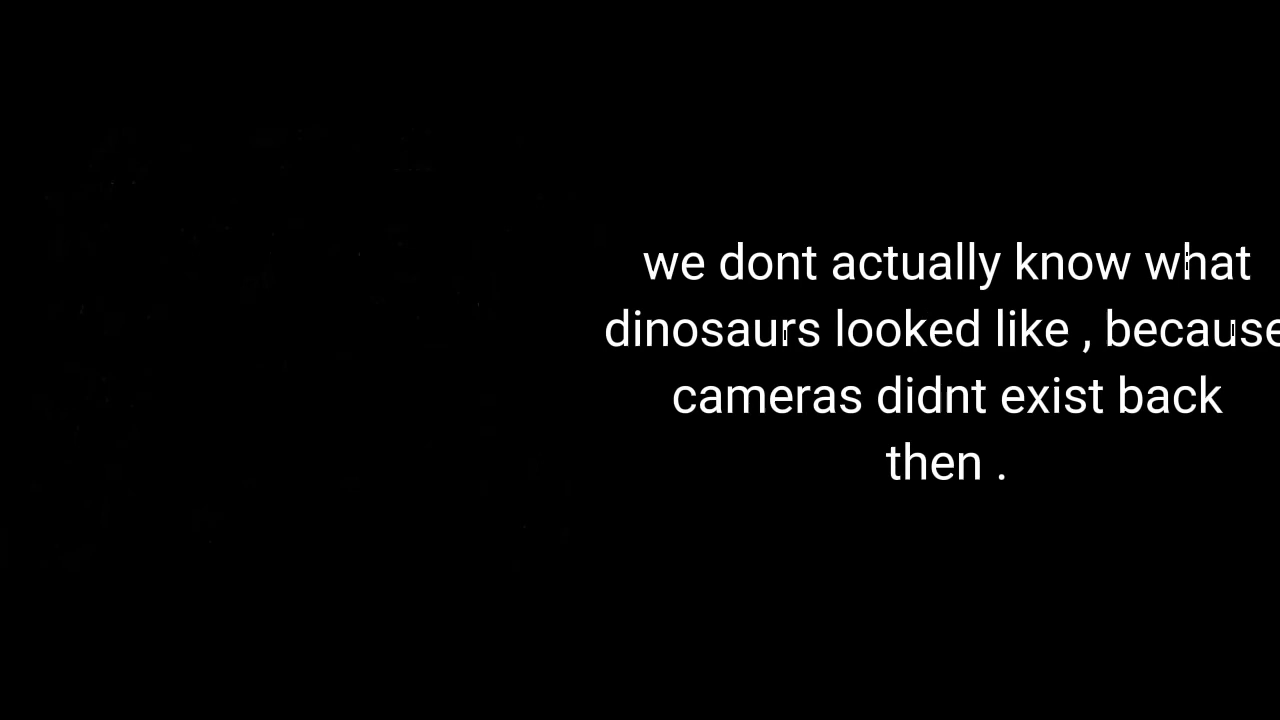 we dont actually know what
dinosaurs looked like , because
cameras didnt exist back
then .